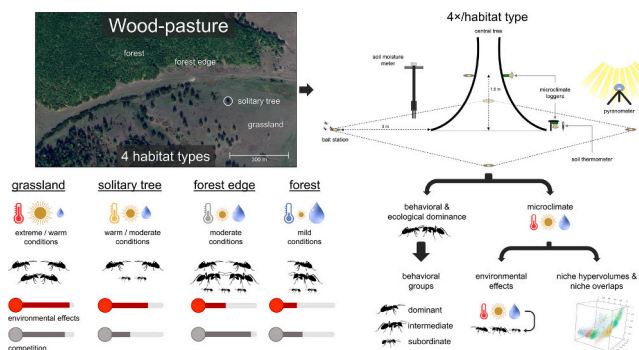 Wood-pasture
forest
forest edge
solitary tree
grassland
4 habitat types
300 m
4×/habitat type
central tree
soil moisture
meter
1.6 m
microclimate
loggers
pyranometer
5 m
bait station
soil thermometer
grassland
extreme / warm
conditions
solitary tree
warm / moderate
conditions
forest edge
moderate
conditions
forest
mild
conditions
environmental effects
competition
behavioral &
ecological dominance
microclimate
behavioral
groups
dominant
intermediate
subordinate
environmental
effects
niche hypervolumes &
niche overlaps